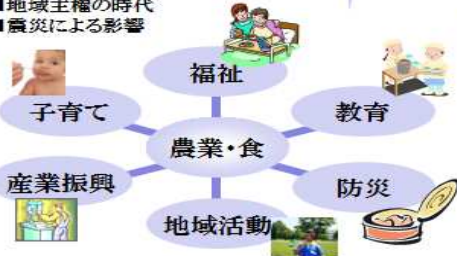 地域主権の時代
震災による影響
福祉
子育て
教育
農業・食
産業振興
防災
地域活動